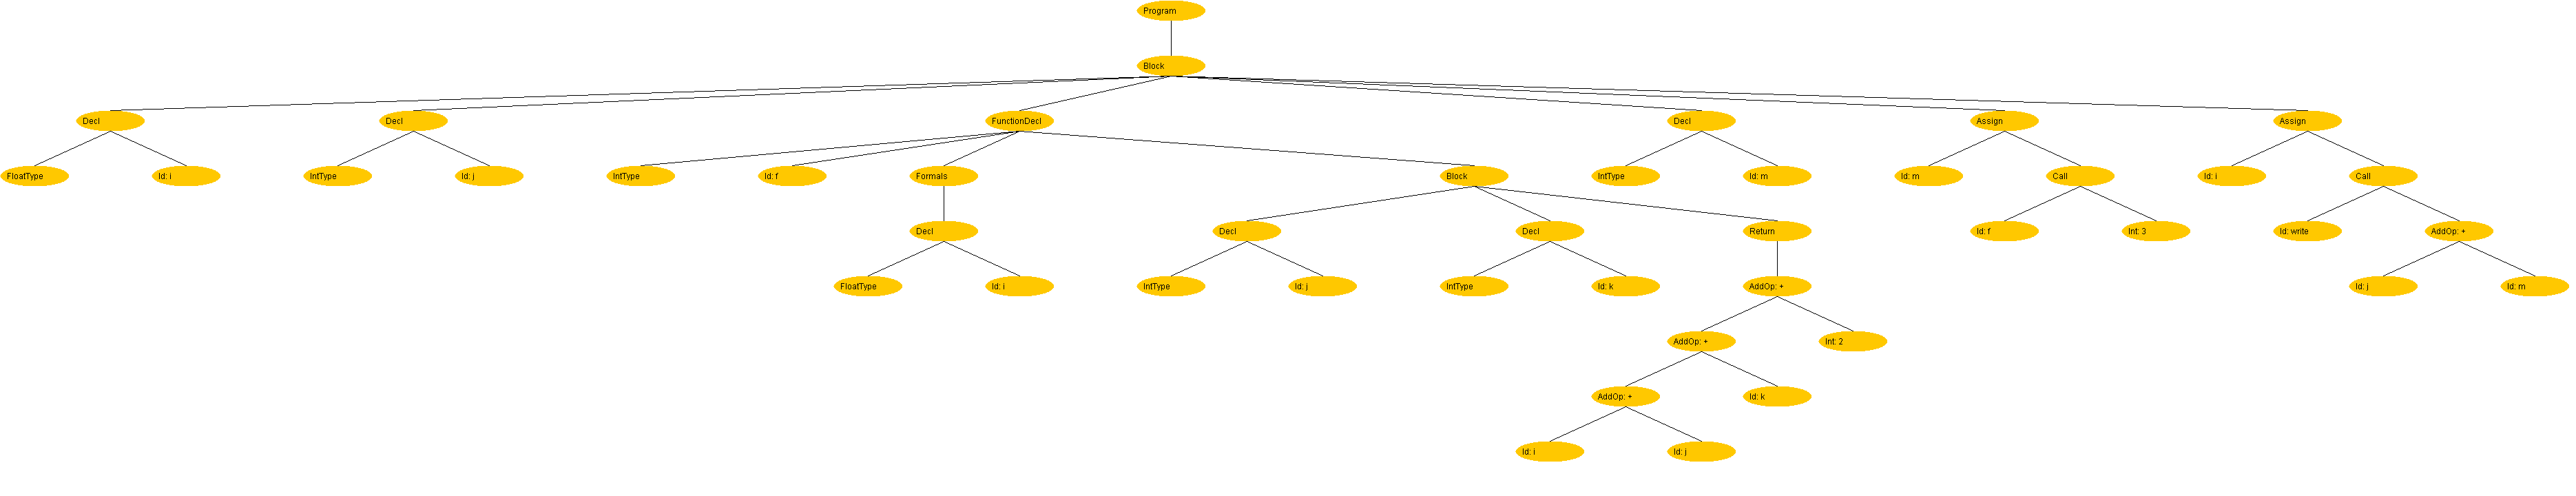 Program
Block
Decl Decl FunctionDecl Decl Assign Assign
FloatType Id: i IntType Id: j IntType Id: f Formals Block IntType Id: m Id: m Call Id: i Call
Decl Decl Decl Return Id: f Int: 3 Id: write AddOp: +
FloatType Id: i IntType Id: j IntType Id: k AddOp: + Id: j Id: m
AddOp: + Int: 2
AddOp: + Id: k
Id: i Id: j